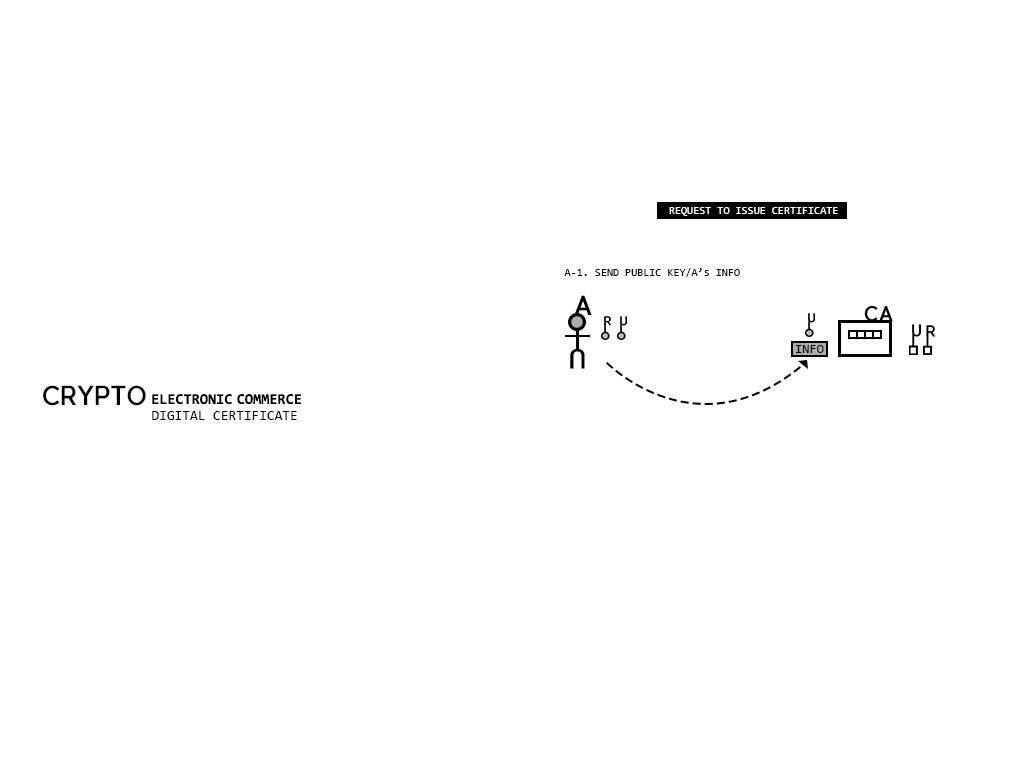 CRYPTO ELECTRONIC COMMERCE
DIGITAL CERTIFICATE
REQUEST TO ISSUE CERTIFICATE
A-1. SEND PUBLIC KEY/A's INFO
A
R U
U
INFO
CA
U R